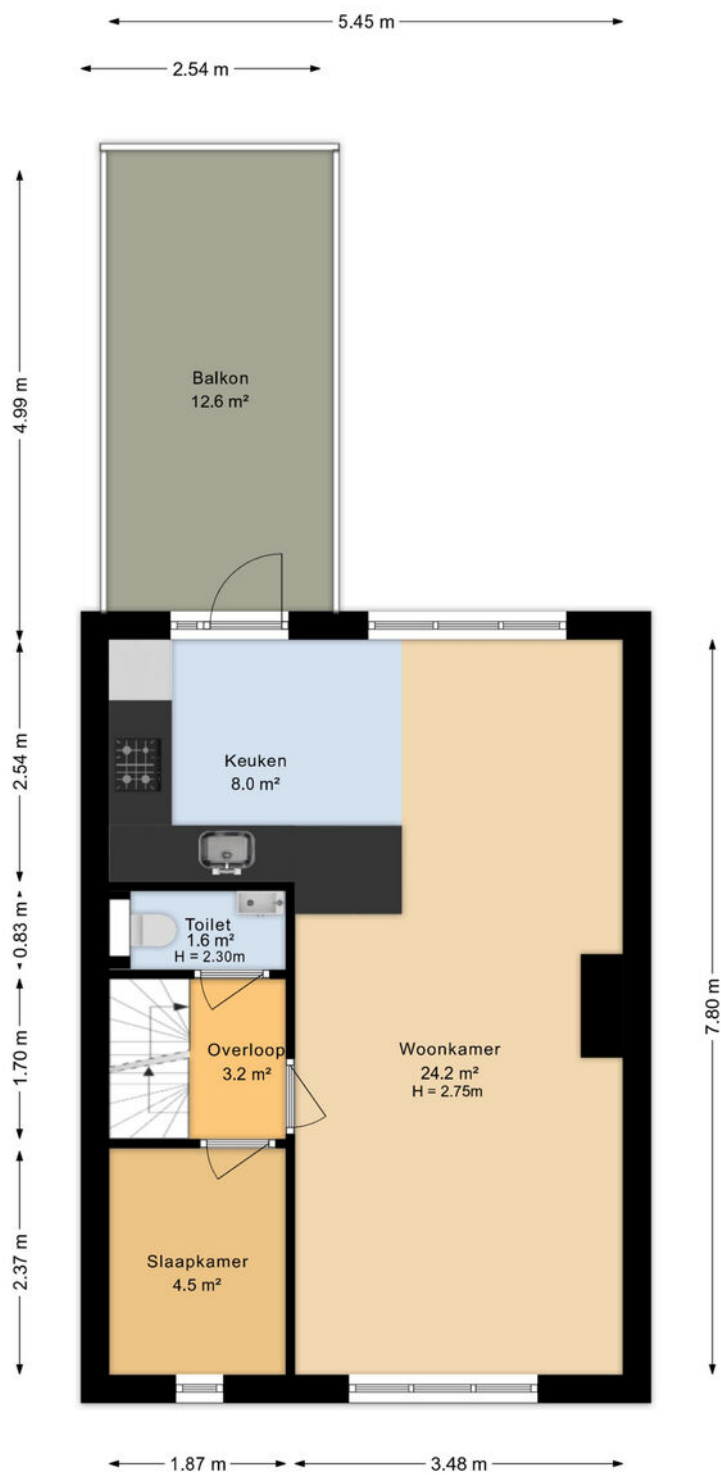 5.45 m
2.54 m
4.99 m
Balkon
12.6 m²
2.54 m
Keuken
8.0 m²
0.83 m
Toilet
1.6 m²
H = 2.30m
1.70 m
Overloop
3.2 m²
Woonkamer
24.2 m²
H = 2.75m
7.80 m
2.37 m
Slaapkamer
4.5 m²
1.87 m
3.48 m